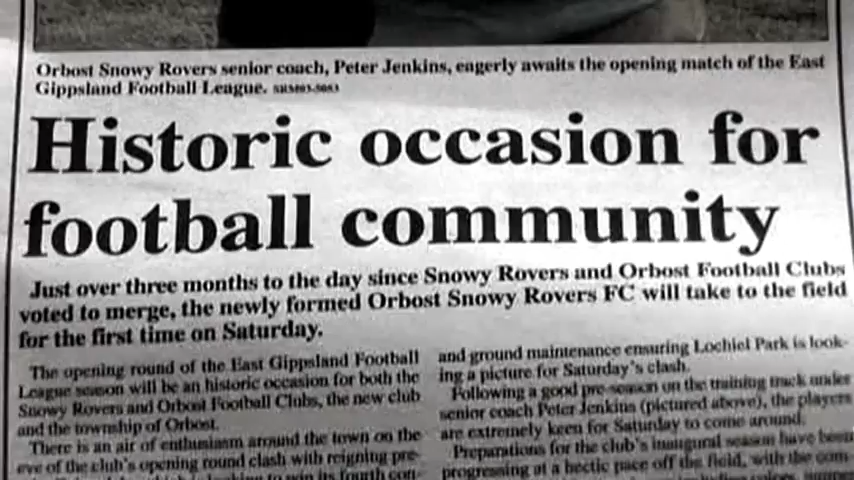 Orbost Snowy Rovers senior coach, Peter Jenkins, eagerly awaits the opening match of the East
Gippsland Football League.
Historic occasion for
football community
Just over three months to the day since Snowy Rovers and Orbost Football Clubs
voted to merge, the newly formed Orbost Snowy Rovers FC will take to the field
for the first time on Saturday.
The opening round of the East Gippsland Football
League season will be an historic occasion for both the
Snowy Rovers and Orbost Football Clubs, the new club
and the township of Orbost.
There is an air of enthusiasm around the town on the
eve of the club's opening round clash with reigning pre-
and ground maintenance ensuring Lochiel Park is look-
ing a picture for Saturday's clash.
Following a good pre-season on the training track under
senior coach Peter Jenkins (pictured above), the players
are extremely keen for Saturday to come around.
Preparations for the club's inaugural season have been
progressing at a hectic pace off the field, with the com-